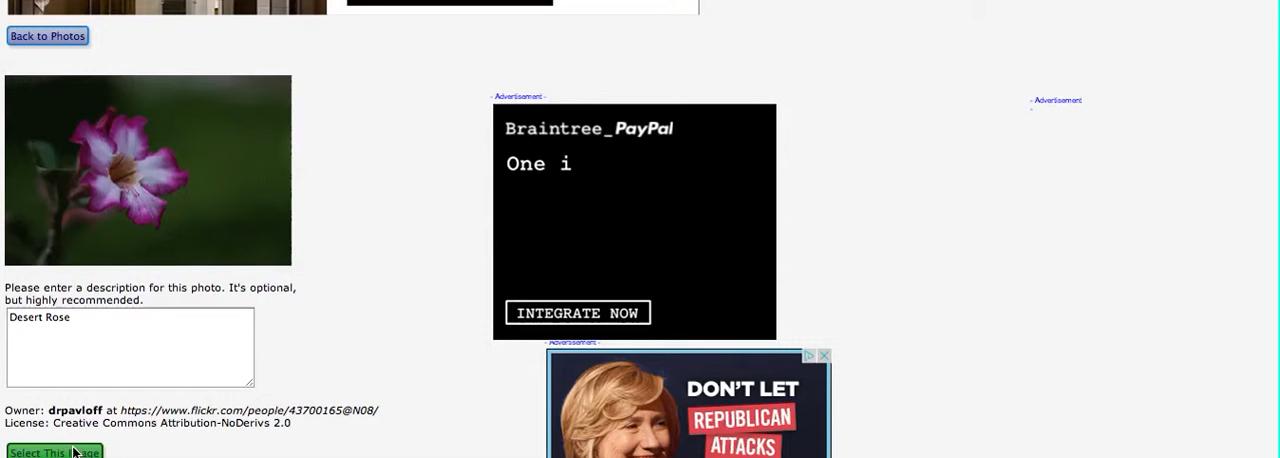 Back to Photos
- Advertisement -
- Advertisement
-
Braintree_PayPal
One i
INTEGRATE NOW
Please enter a description for this photo. It's optional,
but highly recommended.
Desert Rose
- Advertisement -
DON'T LET
REPUBLICAN
ATTACKS
Owner: drpavloff at https://www.flickr.com/people/43700165@N08/
License: Creative Commons Attribution-NoDerivs 2.0
Select This Image